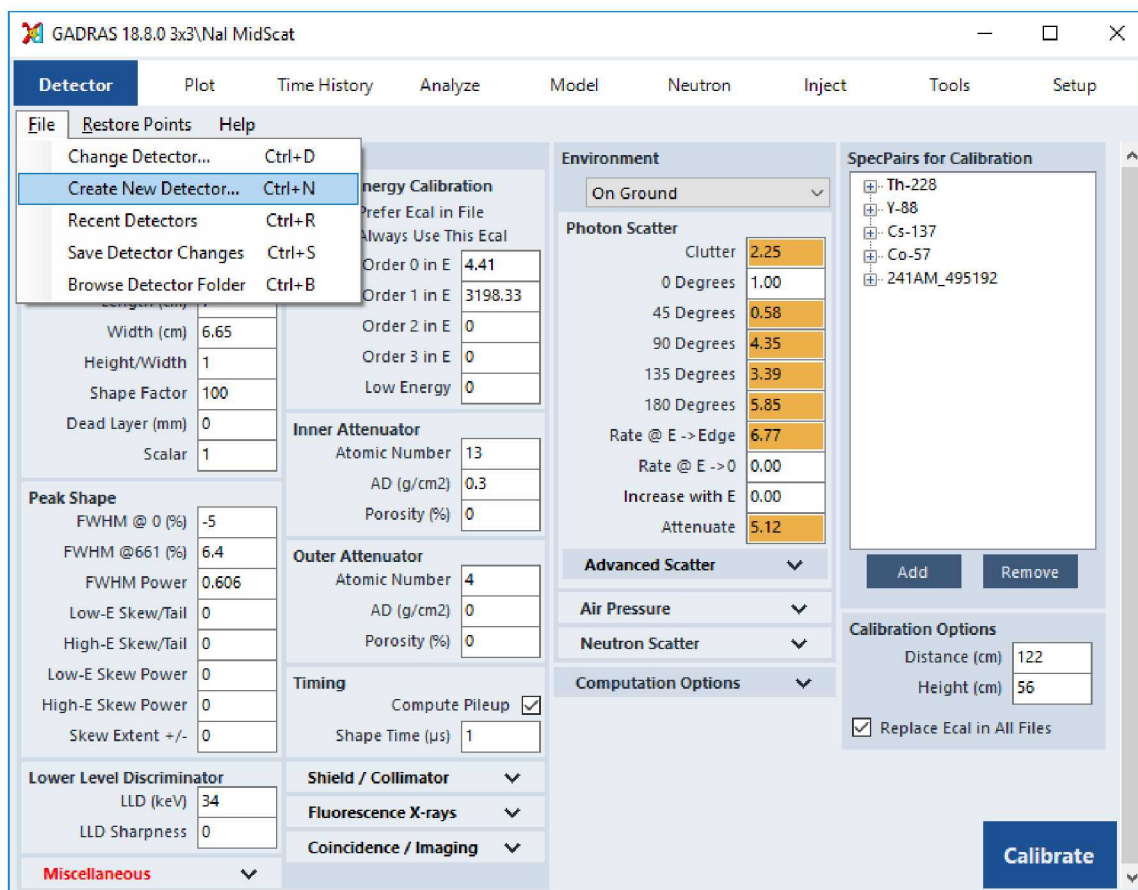 GADRAS 18.8.0 3x3\NaI MidScat
Detector Plot Time History Analyze Model Neutron Inject Tools Setup
File Restore Points Help
Change Detector... Ctrl+D
Create New Detector... Ctrl+N
Recent Detectors Ctrl+R
Save Detector Changes Ctrl+S
Browse Detector Folder Ctrl+B
Width (cm) 6.65
Height/Width 1
Shape Factor 100
Dead Layer (mm) 0
Scalar 1
Peak Shape
FWHM @ 0 (%) -5
FWHM @661 (%) 6.4
FWHM Power 0.606
Low-E Skew/Tail 0
High-E Skew/Tail 0
Low-E Skew Power 0
High-E Skew Power 0
Skew Extent +/- 0
Lower Level Discriminator
LLD (keV) 34
LLD Sharpness 0
Miscellaneous
nergy Calibration
Prefer Ecal in File
Always Use This Ecal
Order 0 in E 4.41
Order 1 in E 3198.33
Order 2 in E 0
Order 3 in E 0
Low Energy 0
Inner Attenuator
Atomic Number 13
AD (g/cm2) 0.3
Porosity (%) 0
Outer Attenuator
Atomic Number 4
AD (g/cm2) 0
Porosity (%) 0
Timing
Compute Pileup
Shape Time (µs) 1
Shield / Collimator
Fluorescence X-rays
Coincidence / Imaging
Environment
On Ground
Photon Scatter
Clutter 2.25
0 Degrees 1.00
45 Degrees 0.58
90 Degrees 4.35
135 Degrees 3.39
180 Degrees 5.85
Rate @ E ->Edge 6.77
Rate @ E ->0 0.00
Increase with E 0.00
Attenuate 5.12
Advanced Scatter
Air Pressure
Neutron Scatter
Computation Options
SpecPairs for Calibration
Th-228
Y-88
Cs-137
Co-57
241AM_495192
Add Remove
Calibration Options
Distance (cm) 122
Height (cm) 56
Replace Ecal in All Files
Calibrate